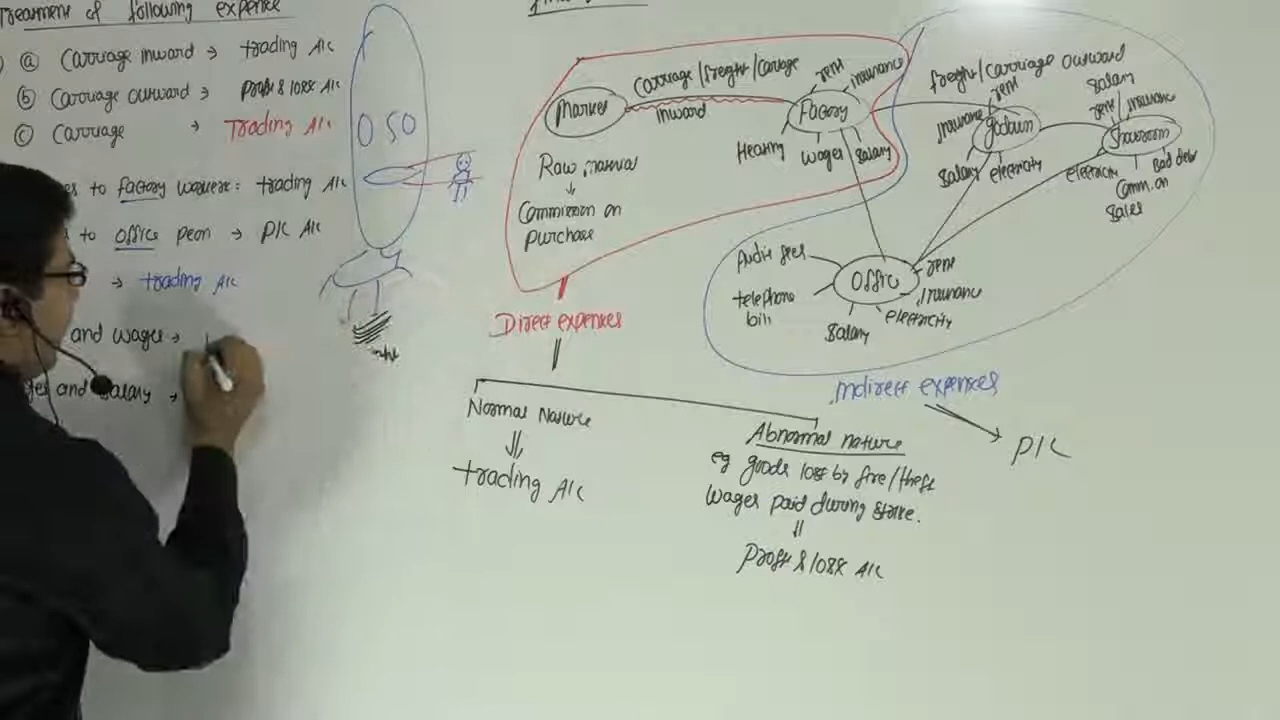 Treatment of following expense
a Carriage inward → trading A/c
b Carriage outward → profit & loss A/c
c Carriage → Trading A/c
to factory worker: trading A/c
to office peon → P/L A/c
→ trading A/c
and wages →
and Salary →
050
Market
Carriage/freight/cartage
inward
Factory
rent
insurance
Heating
wages
salary
Raw material
↓
Commission on
purchase
freight/carriage outward
rent
insurance
godown
salary
electricity
salary
rent/insurance
Showroom
electricity
Bad debt
Comm. on
sales
Audit fees
telephone
bill
Office
rent
insurance
electricity
salary
Direct expenses
Indirect expenses
P/L
Normal Nature
trading A/c
Abnormal nature
eg goods loss by fire/theft
wages paid during strike.
Profit & loss A/c